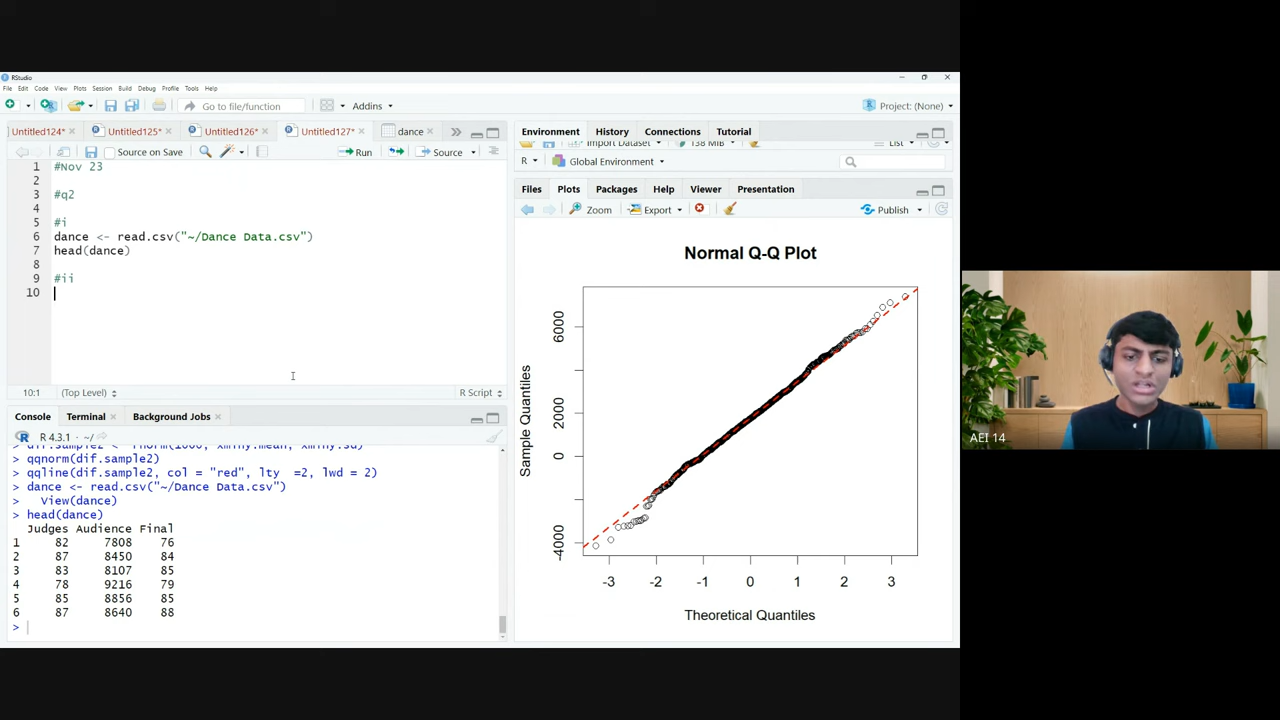 RStudio
File Edit Code View Plots Session Build Debug Profile Tools Help
Go to file/function
Addins
Project: (None)
Untitled124*
Untitled125*
Untitled126*
Untitled127*
dance
Source on Save
Run
Source
1 #Nov 23
2
3 #q2
4
5 #i
6 dance <- read.csv("~/Dance Data.csv")
7 head(dance)
8
9 #ii
10
10:1 (Top Level) R Script
Console Terminal Background Jobs
R 4.3.1 · ~/
> qqnorm(dif.sample2)
> qqline(dif.sample2, col = "red", lty =2, lwd = 2)
> dance <- read.csv("~/Dance Data.csv")
> View(dance)
> head(dance)
Judges Audience Final
1 82 7808 76
2 87 8450 84
3 83 8107 85
4 78 9216 79
5 85 8856 85
6 87 8640 88
>
Environment History Connections Tutorial
Import Dataset 138 MiB List
R Global Environment
Files Plots Packages Help Viewer Presentation
Zoom Export Publish
Normal Q-Q Plot
Sample Quantiles
6000
2000
0
-4000
-3 -2 -1 0 1 2 3
Theoretical Quantiles
AEI 14